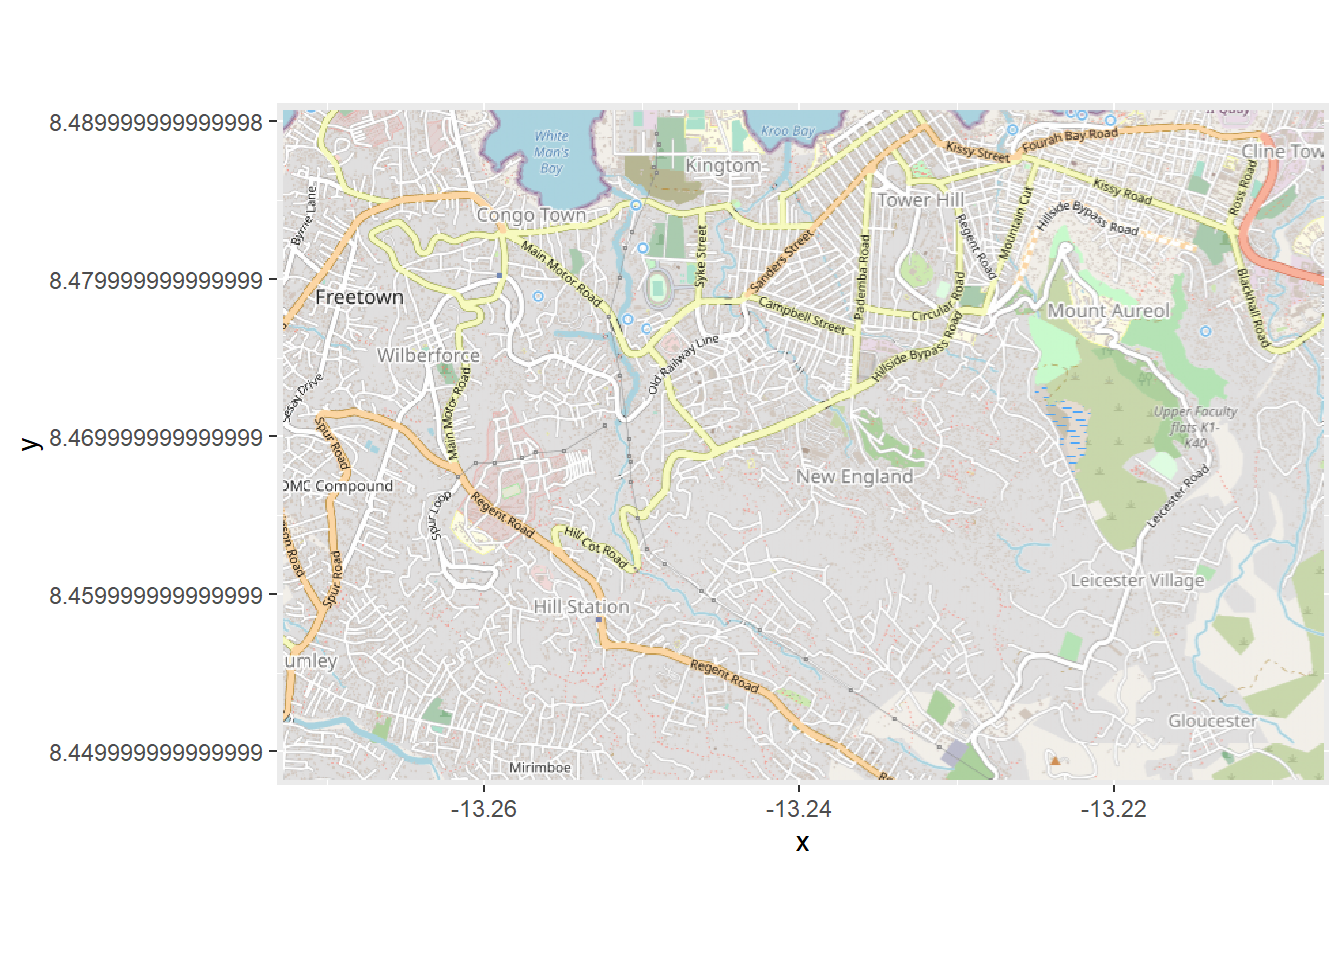 8.489999999999998
8.479999999999999
8.469999999999999
8.459999999999999
8.449999999999999
y
-13.26
-13.24
-13.22
x
White
Man's
Bay
Kroo Bay
Kingtom
Kissy Street
Fourah Bay Road
Cline Tow
Byrne Lane
Congo Town
Tower Hill
Kissy Road
Ross Road
Mountain Cut
Hillside Bypass Road
Regent Road
Main Motor Road
Syke Street
Sanders Street
Pademba Road
Freetown
Campbell Street
Circular Road
Mount Aureol
Blackhall Road
Wilberforce
Old Railway Line
Hillside Bypass Road
Main Motor Road
Drive
Spur Road
Upper Faculty
flats K1-
K40
New England
OMC Compound
Spur Loop
Regent Road
Hill Cot Road
Leicester Road
son Road
Spur Road
Hill Station
Leicester Village
umley
Regent Road
Gloucester
Mirimboe